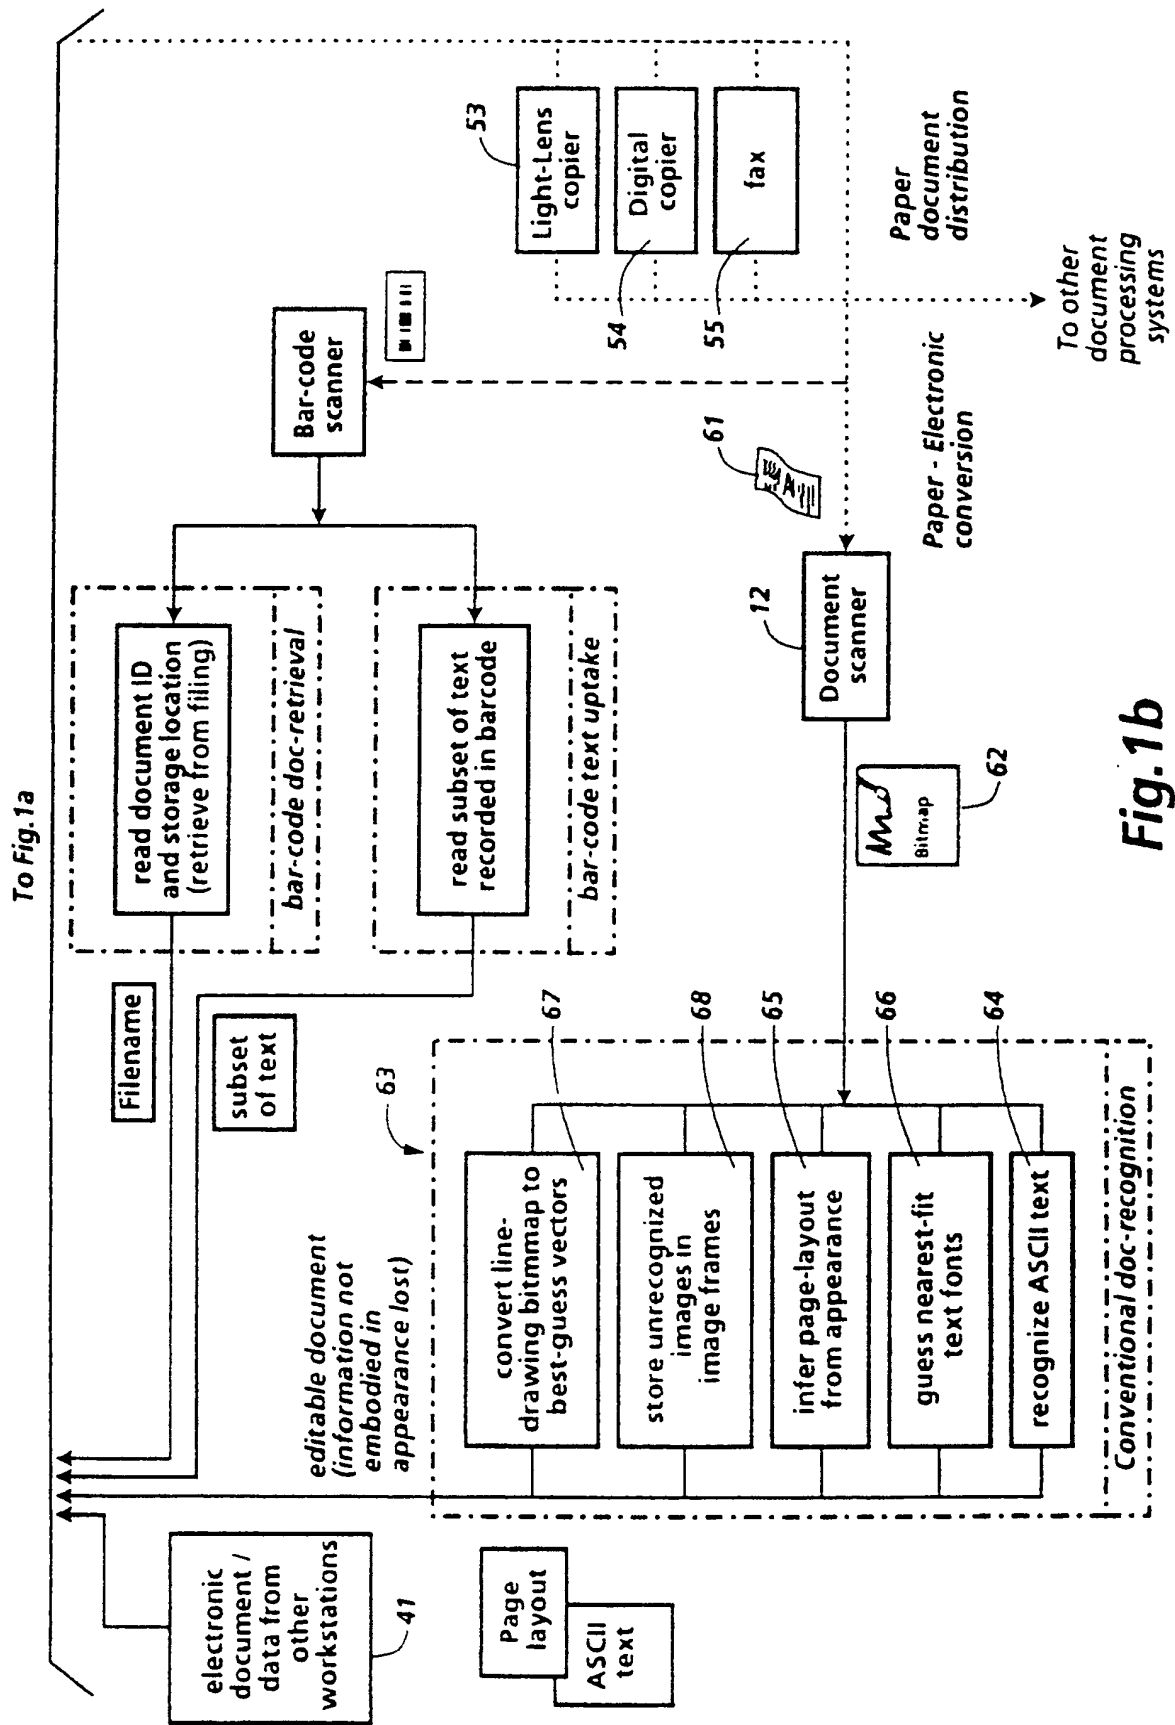 To Fig.1a
electronic
document /
data from
other
workstations
41
Filename
read document ID
and storage location
(retrieve from filing)
bar-code doc-retrieval
subset
of text
read subset of text
recorded in barcode
bar-code text uptake
Bar-code
scanner
Light-Lens
copier
53
Digital
copier
54
fax
55
Paper
document
distribution
To other
document
processing
systems
Paper - Electronic
conversion
61
Document
scanner
12
Bitmap
62
editable document
(information not
embodied in
appearance lost)
63
convert line-
drawing bitmmap to
best-guess vectors
67
store unrecognized
images in
image frames
68
infer page-layout
from appearance
65
guess nearest-fit
text fonts
66
recognize ASCII text
64
Conventional doc-recognition
Page
layout
ASCII
text
Fig.1b